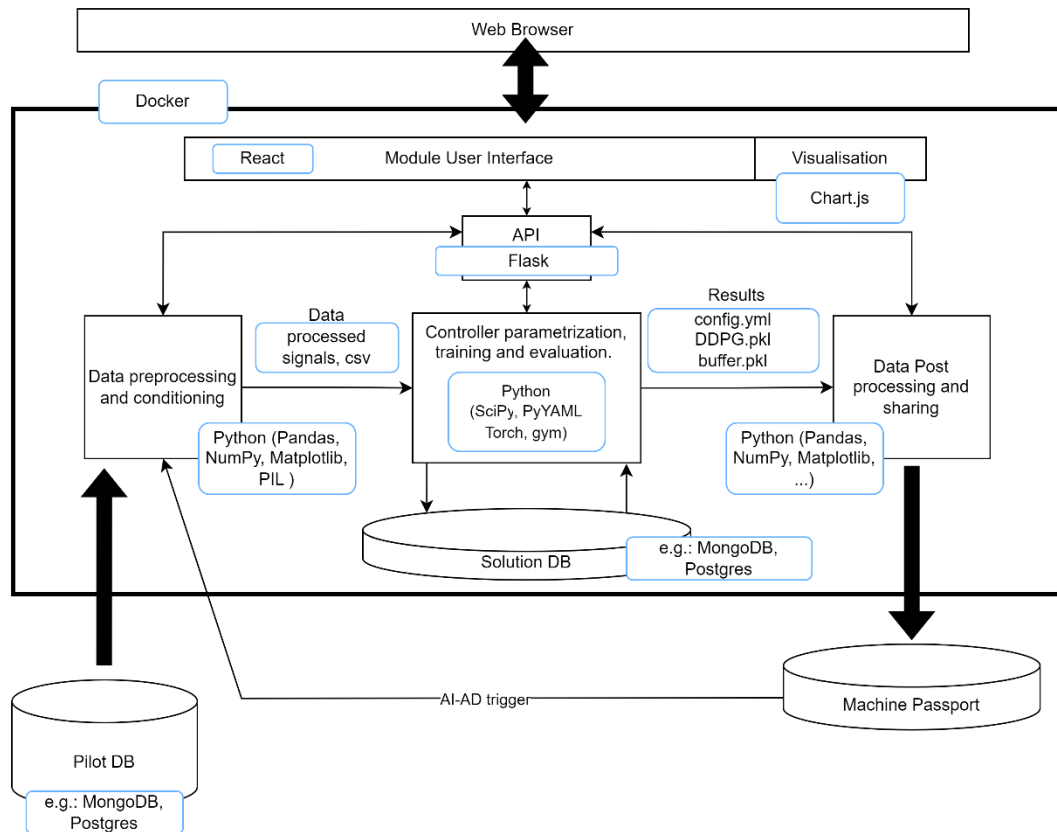 Web Browser
Docker
React
Module User Interface
Visualisation
Chart.js
API
Flask
Data
processed
signals, csv
Results
config.yml
DDPG.pkl
buffer.pkl
Data preprocessing
and conditioning
Python (Pandas,
NumPy, Matplotlib,
PIL )
Controller parametrization,
training and evaluation.
Python
(SciPy, PyYAML
Torch, gym)
Data Post
processing and
sharing
Python (Pandas,
NumPy, Matplotlib,
...)
Solution DB
e.g.: MongoDB,
Postgres
AI-AD trigger
Machine Passport
Pilot DB
e.g.: MongoDB,
Postgres